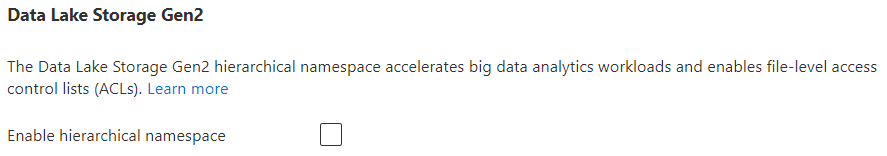 Data Lake Storage Gen2
The Data Lake Storage Gen2 hierarchical namespace accelerates big data analytics workloads and enables file-level access
control lists (ACLs). Learn more
Enable hierarchical namespace